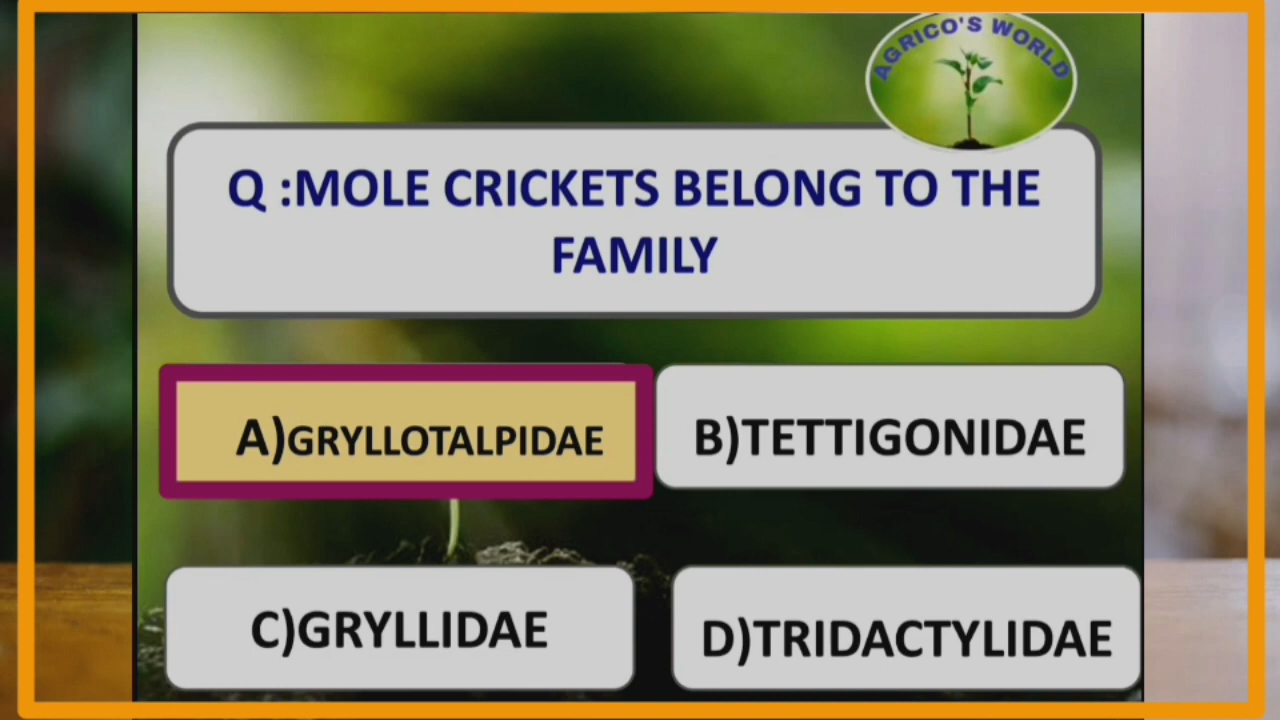 AGRICO'S WORLD
Q :MOLE CRICKETS BELONG TO THE
FAMILY
A)GRYLLOTALPIDAE
B)TETTIGONIDAE
C)GRYLLIDAE
D)TRIDACTYLIDAE